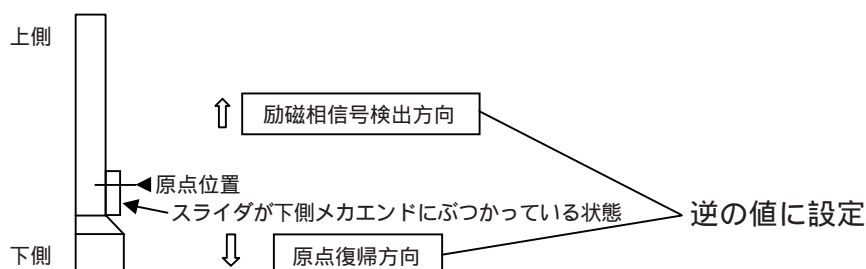 上側
励磁相信号検出方向
原点位置
スライダが下側メカエンドにぶつかっている状態
逆の値に設定
下側
原点復帰方向